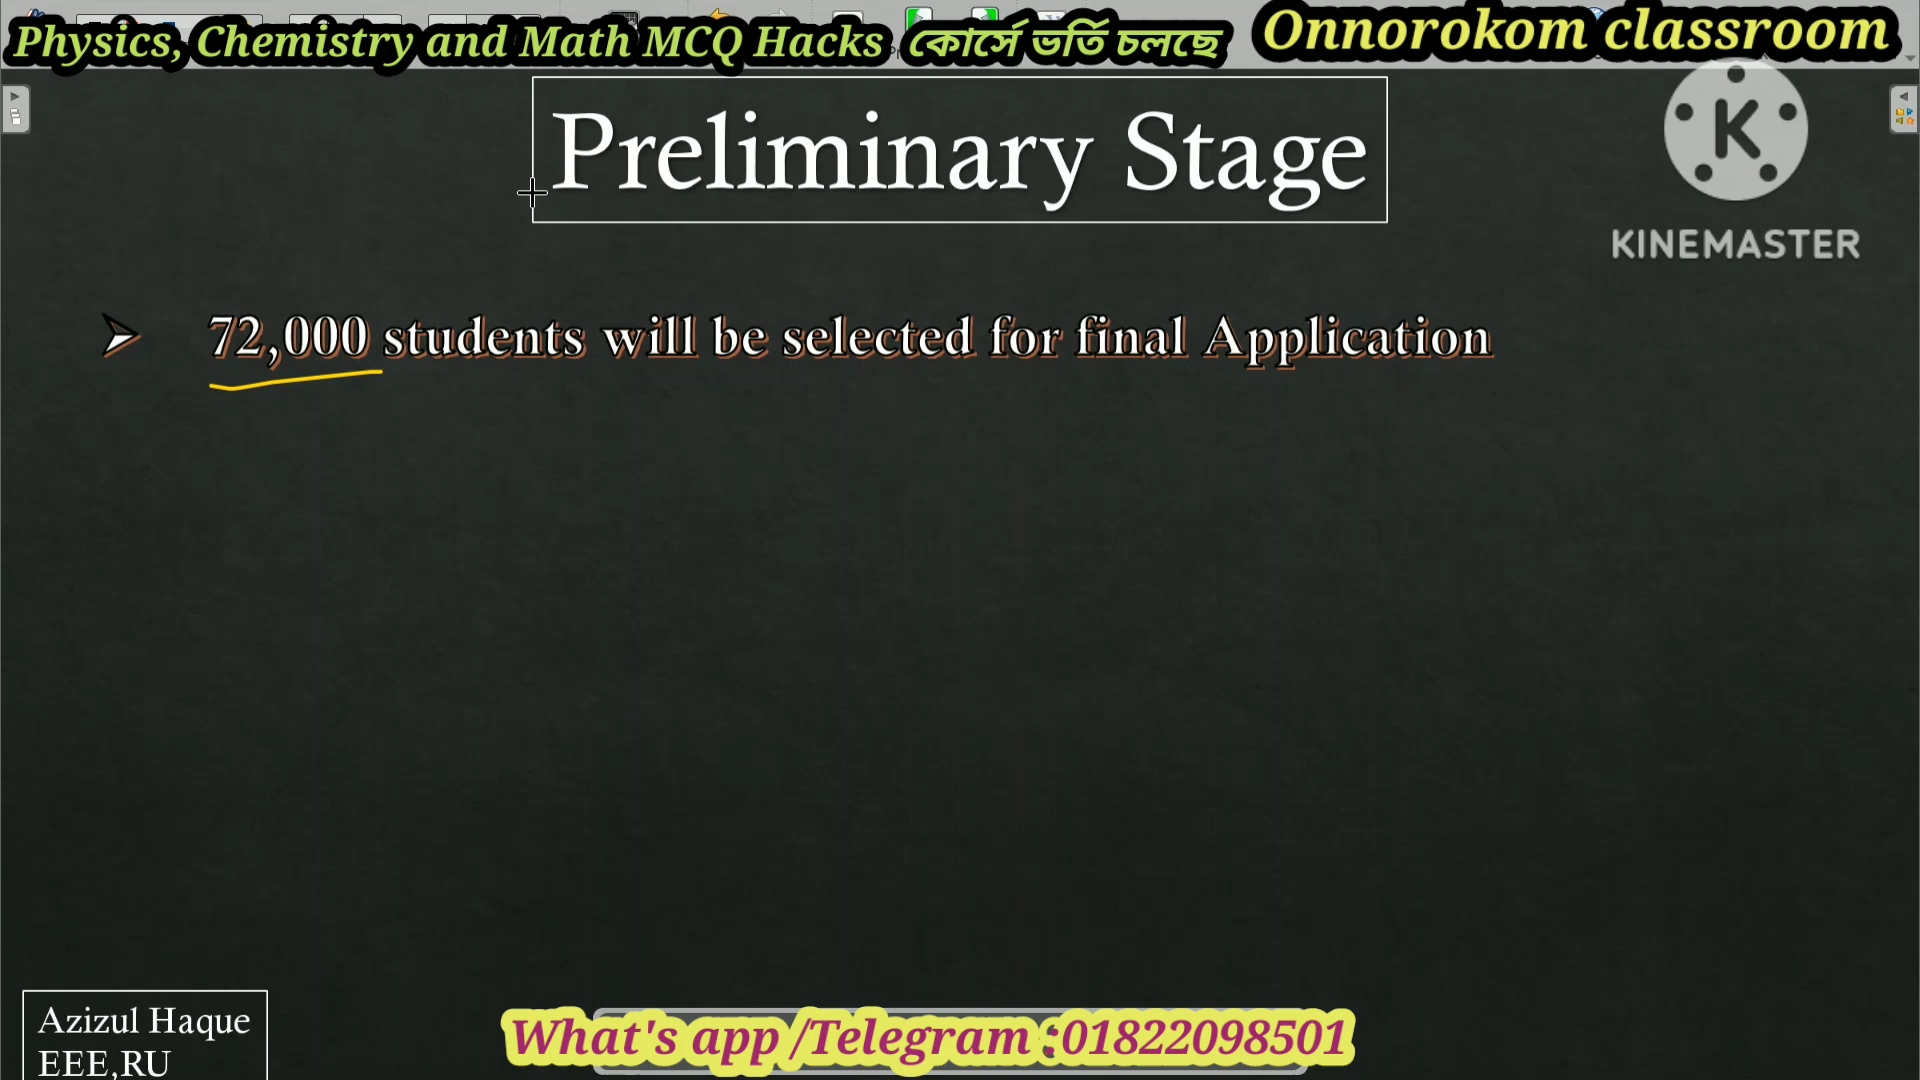 Physics, Chemistry and Math MCQ Hacks কোর্সে ভর্তি চলছে Onnorokom classroom
Preliminary Stage
K
KINEMASTER
72,000 students will be selected for final Application
Azizul Haque
EEE,RU
What's app /Telegram :01822098501